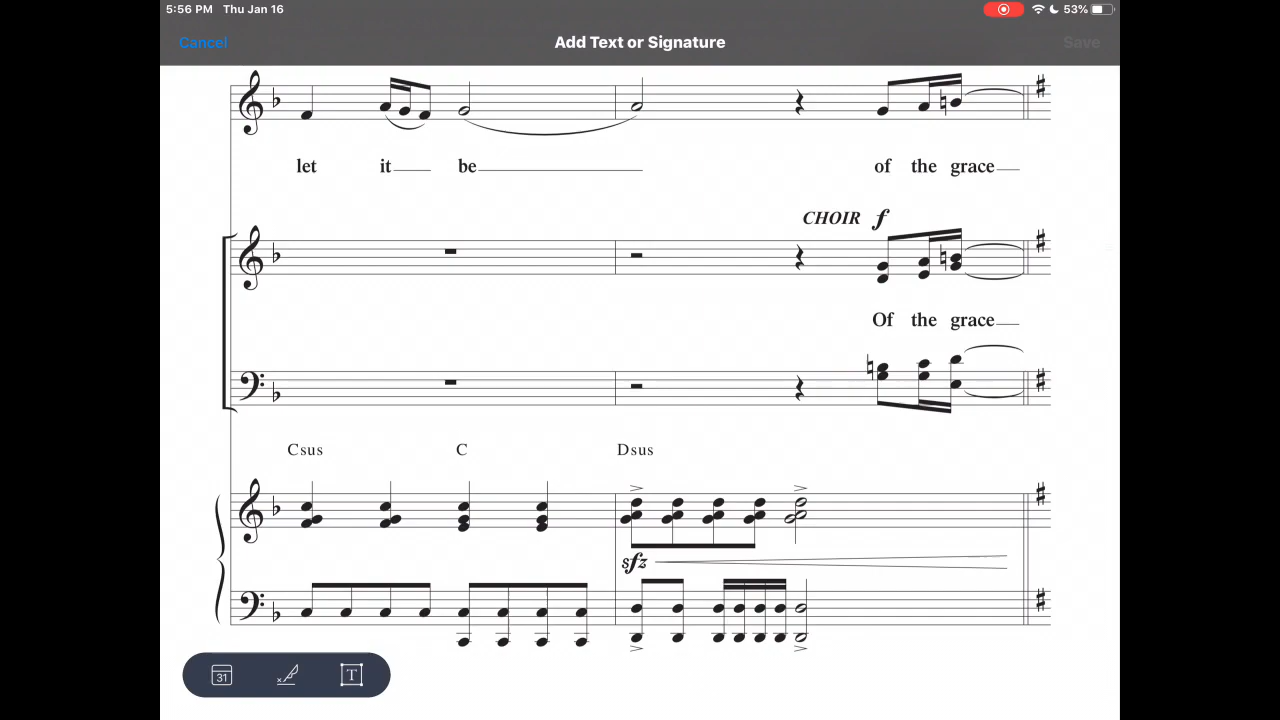 5:56 PM Thu Jan 16
53%
Cancel
Add Text or Signature
Save
let it be of the grace
CHOIR f
Of the grace
Csus C Dsus
sfz
31
x
T